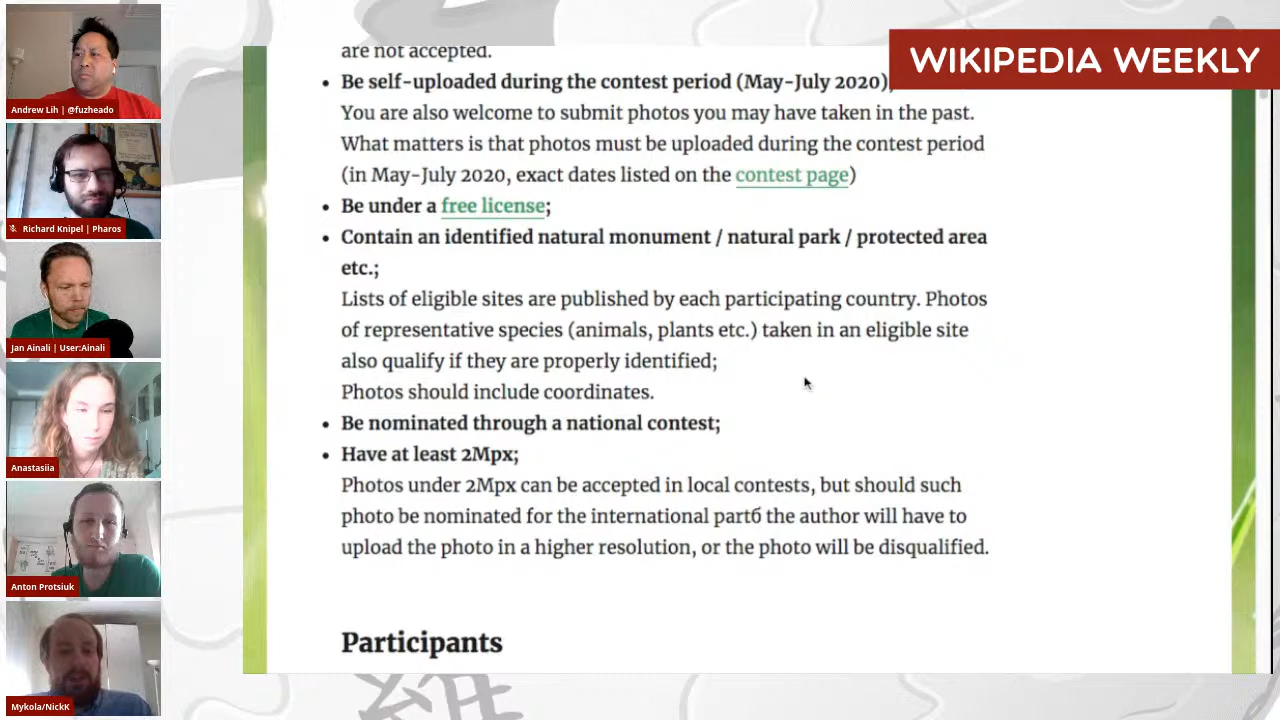 WIKIPEDIA WEEKLY
Andrew Lih | @fuzheado
Richard Knipel | Pharos
Jan Ainali | User:Ainali
Anastasiia
Anton Protsiuk
Mykola/NickK
are not accepted.
• Be self-uploaded during the contest period (May–July 2020),
You are also welcome to submit photos you may have taken in the past.
What matters is that photos must be uploaded during the contest period
(in May–July 2020, exact dates listed on the contest page)
• Be under a free license;
• Contain an identified natural monument / natural park / protected area
etc.;
Lists of eligible sites are published by each participating country. Photos
of representative species (animals, plants etc.) taken in an eligible site
also qualify if they are properly identified;
Photos should include coordinates.
• Be nominated through a national contest;
• Have at least 2Mpx;
Photos under 2Mpx can be accepted in local contests, but should such
photo be nominated for the international partб the author will have to
upload the photo in a higher resolution, or the photo will be disqualified.
Participants